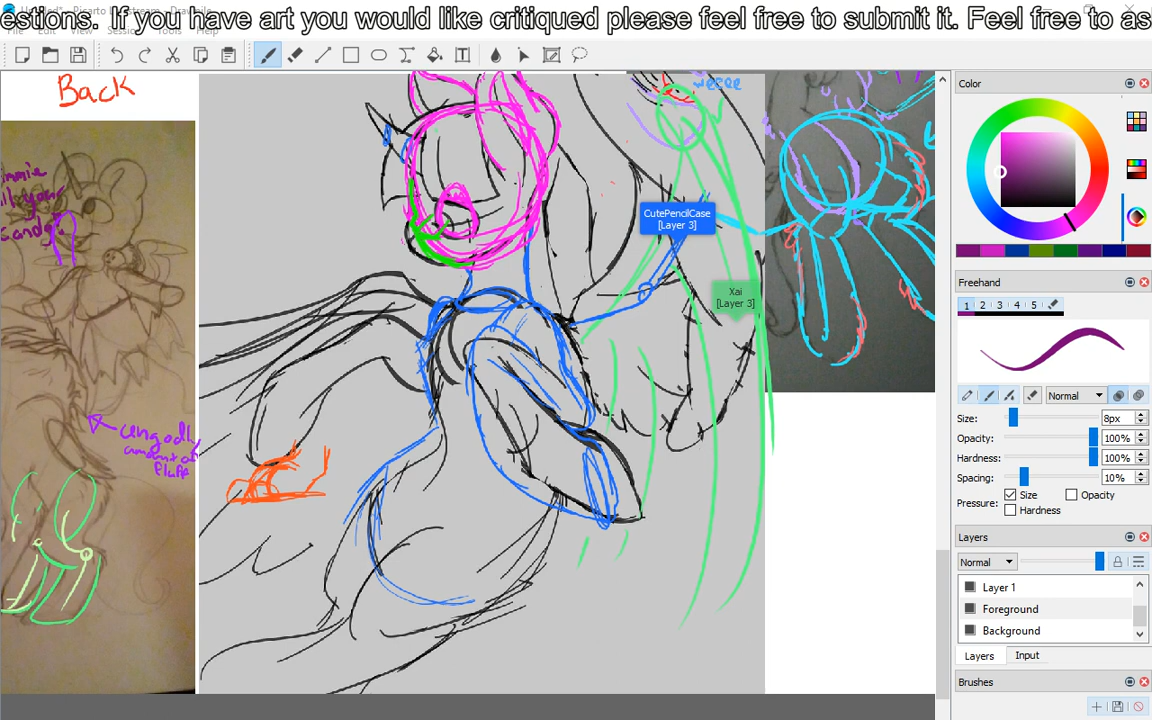 estions. If you have art you would like critiqued please feel free to submit it. Feel free to as
Back
candy
ungodly
amount of
fluff
weeee
CutePencilCase
[Layer 3]
Xai
[Layer 3]
Color
Freehand
1 2 3 4 5
Normal
Size: 8px
Opacity: 100%
Hardness: 100%
Spacing: 10%
Pressure: Size Opacity
Hardness
Layers
Normal
Layer 1
Foreground
Background
Layers Input
Brushes